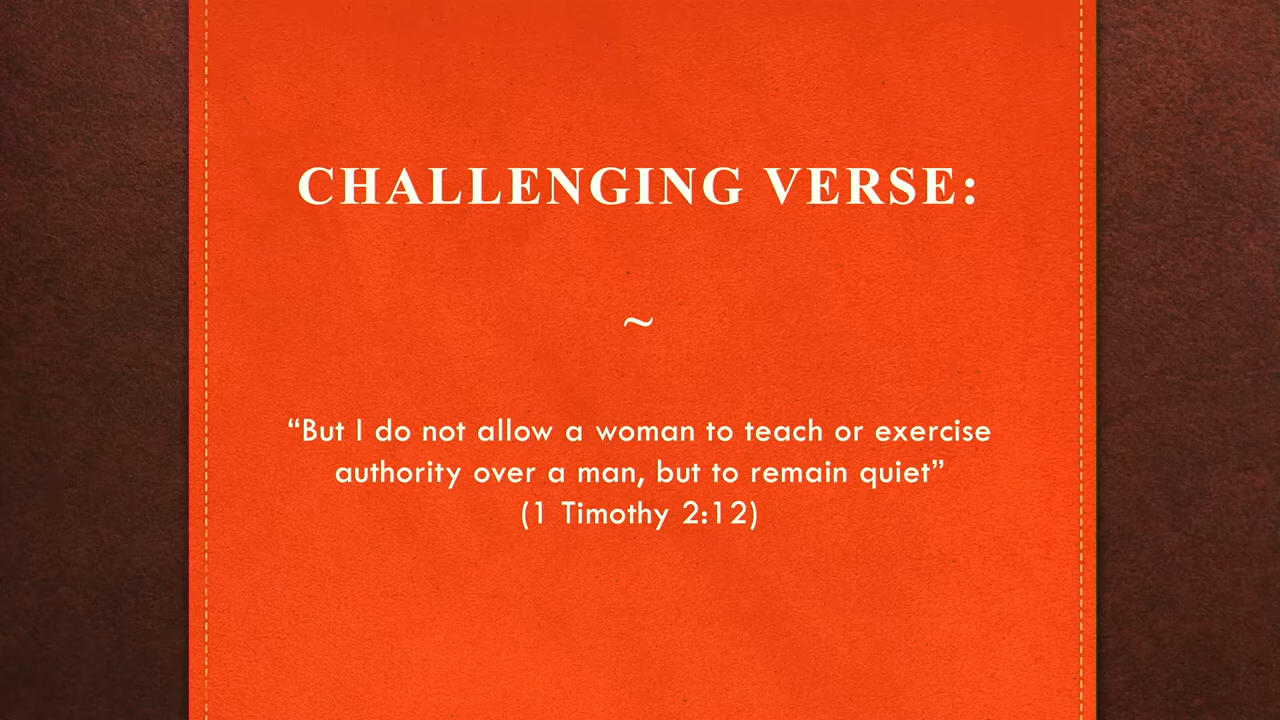 CHALLENGING VERSE:
~
“But I do not allow a woman to teach or exercise
authority over a man, but to remain quiet”
(1 Timothy 2:12)